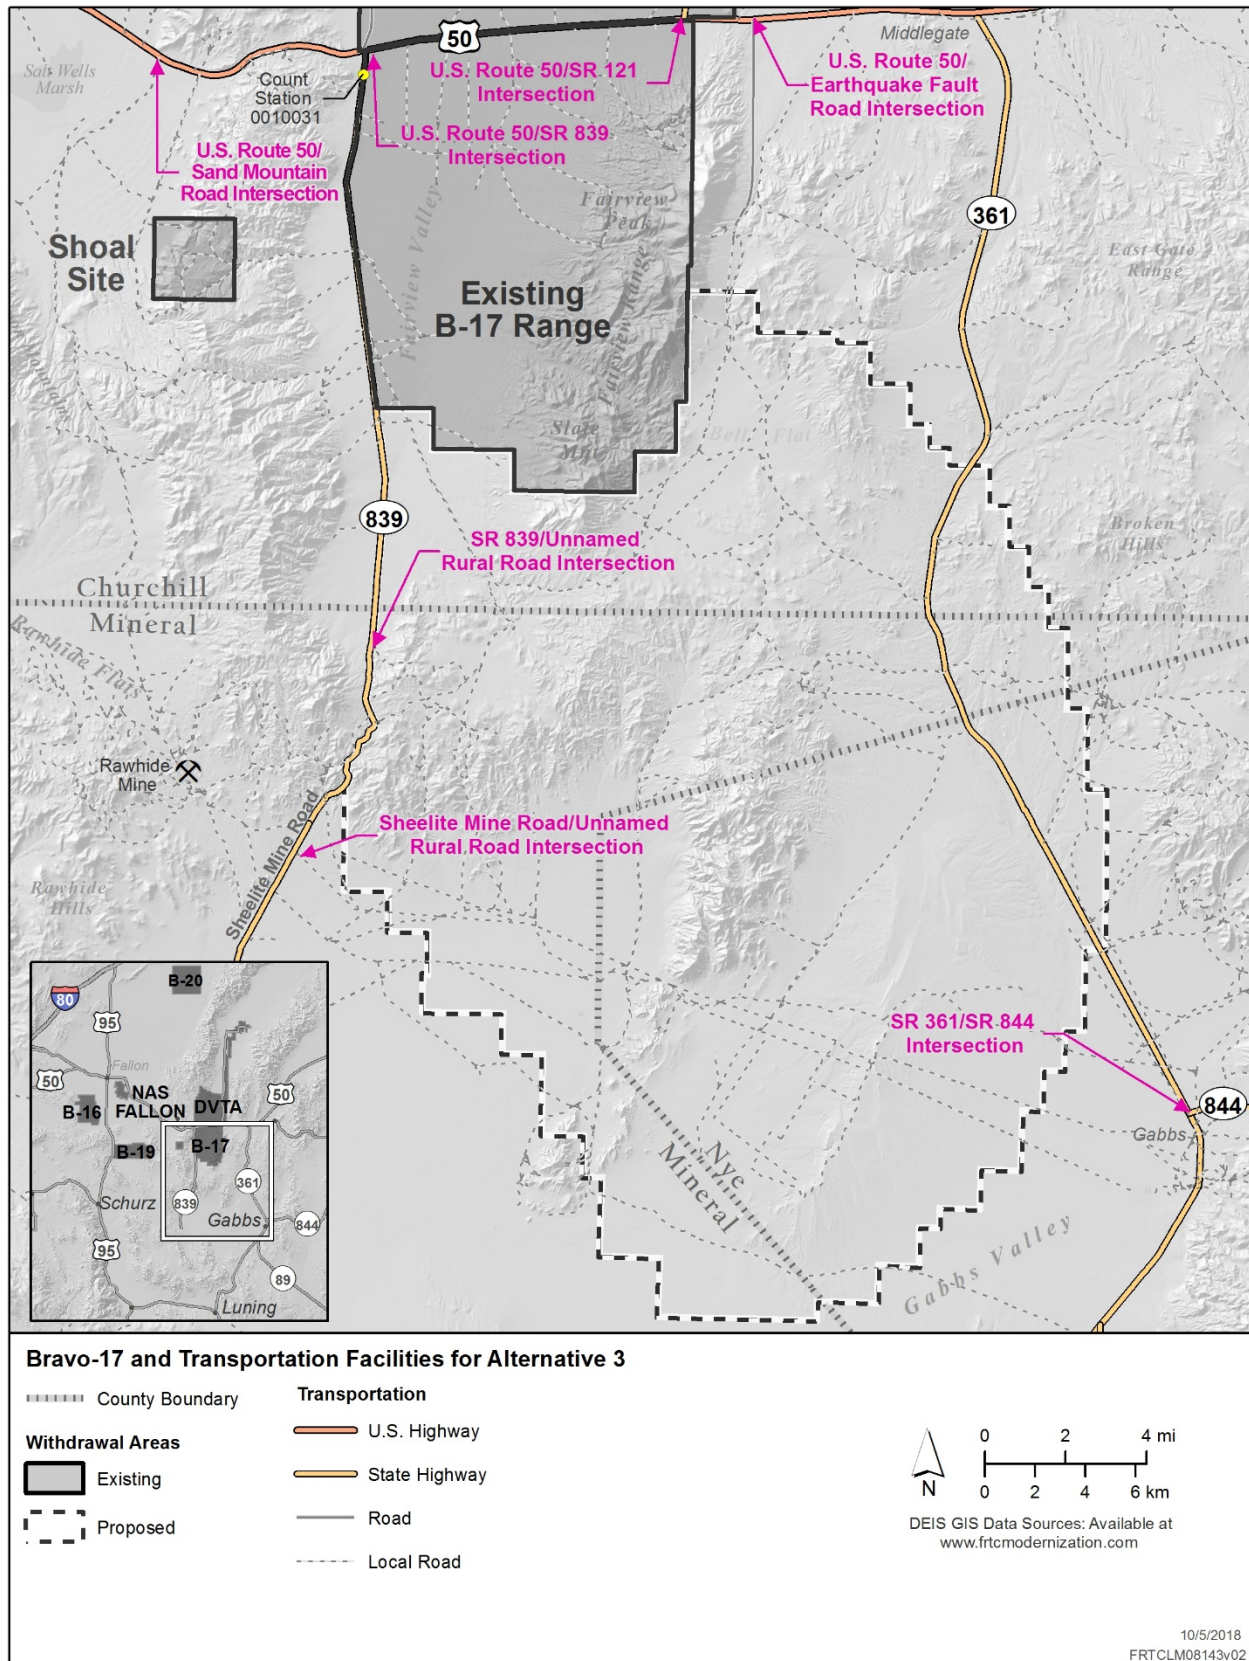 50
Middlegate
Salt Wells
Marsh
Count
Station
0010031
U.S. Route 50/SR 121
Intersection
U.S. Route 50/
Earthquake Fault
Road Intersection
U.S. Route 50/SR 839
Intersection
U.S. Route 50/
Sand Mountain
Road Intersection
Fairview Valley
Fairview
Peak
361
Shoal
Site
East Gate
Range
Existing
B-17 Range
Fairview Range
Mountains
Slate
Mtn
Bell Flat
839
Broken
Hills
SR 839/Unnamed
Rural Road Intersection
Churchill
Mineral
Rawhide Flats
Rawhide
Mine
Sheelite Mine Road
Sheelite Mine Road/Unnamed
Rural Road Intersection
Rawhide
Hills
SR 361/SR 844
Intersection
844
Gabbs
Nye
Mineral
Gabbs Valley
B-20
80
95
Fallon
50
50
NAS
FALLON
DVTA
B-16
B-19
B-17
Schurz
361
839
Gabbs
844
95
89
Luning
Bravo-17 and Transportation Facilities for Alternative 3
County Boundary
Withdrawal Areas
Existing
Proposed
Transportation
U.S. Highway
State Highway
Road
Local Road
N
0 2 4 mi
0 2 4 6 km
DEIS GIS Data Sources: Available at
www.frtcmodernization.com
10/5/2018
FRTCLM08143v02